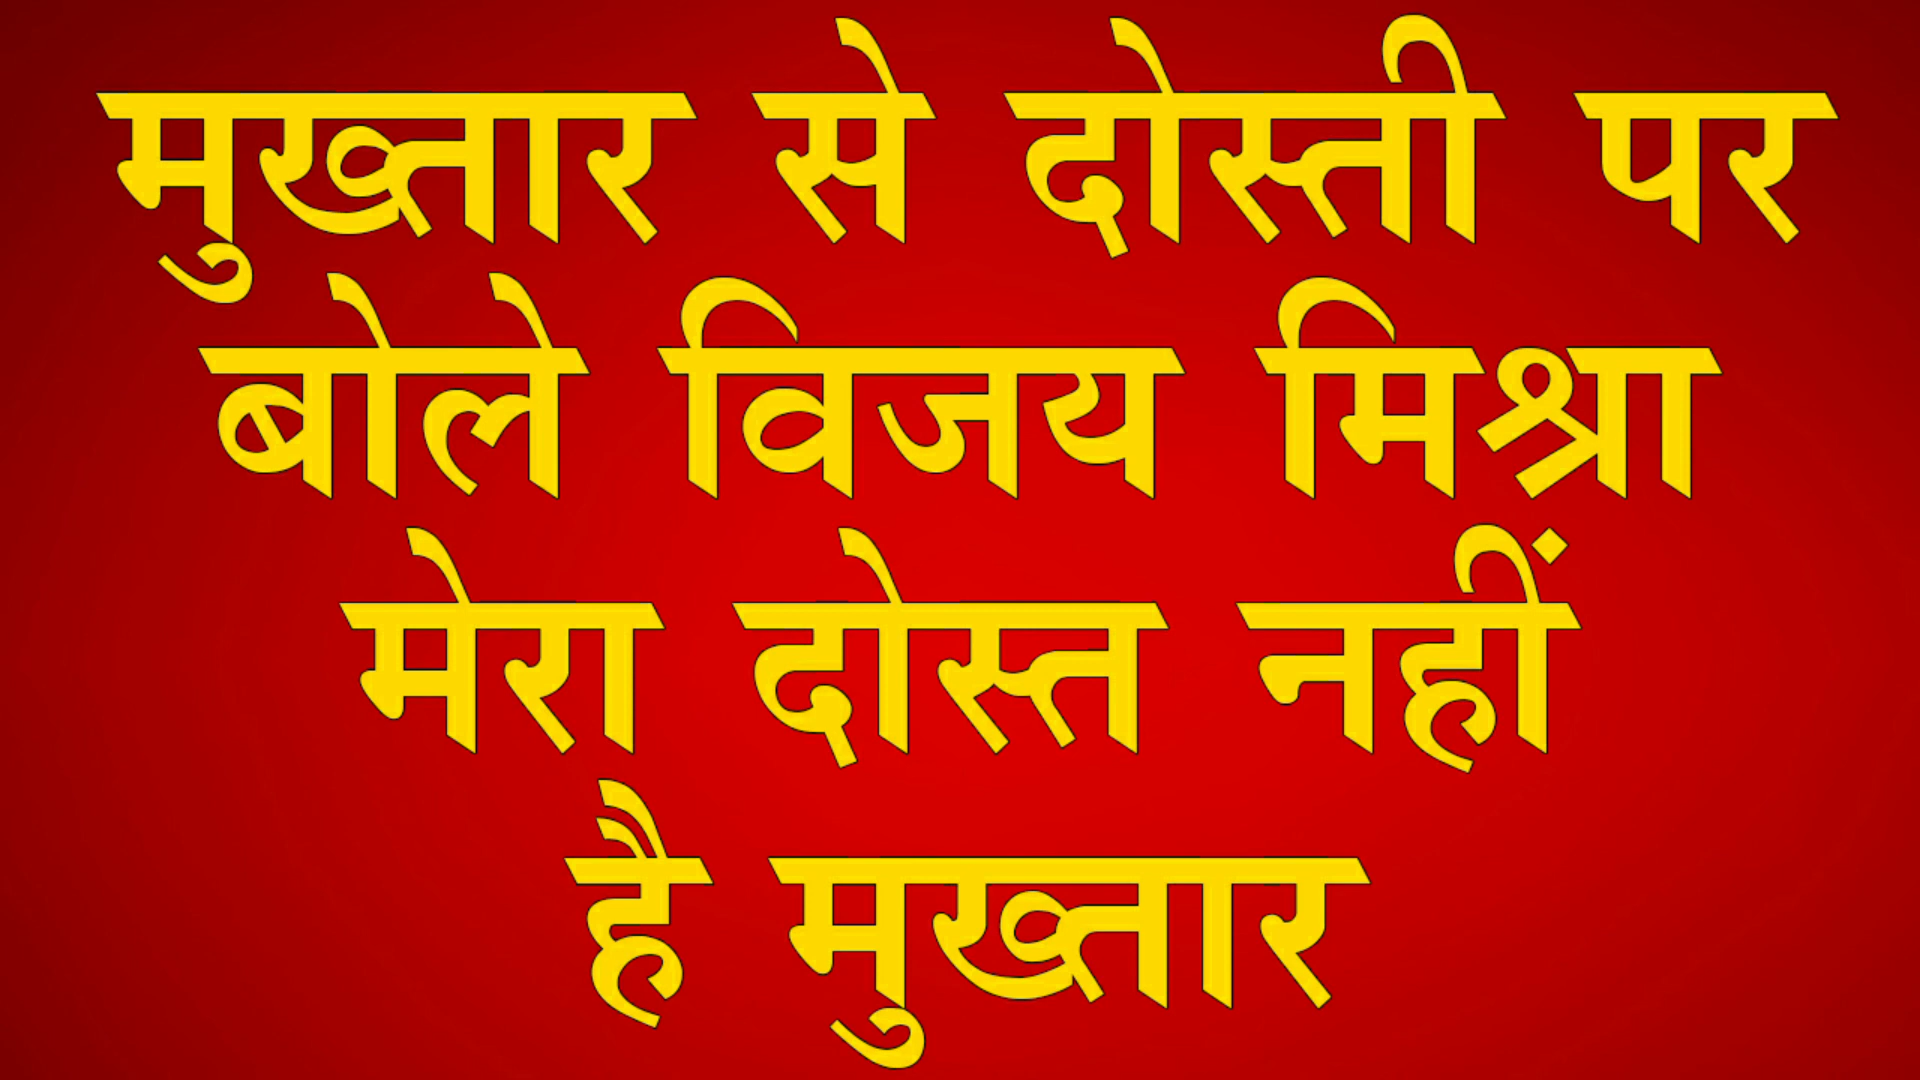 मुख्तार से दोस्ती पर
बोले विजय मिश्रा
मेरा दोस्त नहीं
है मुख्तार